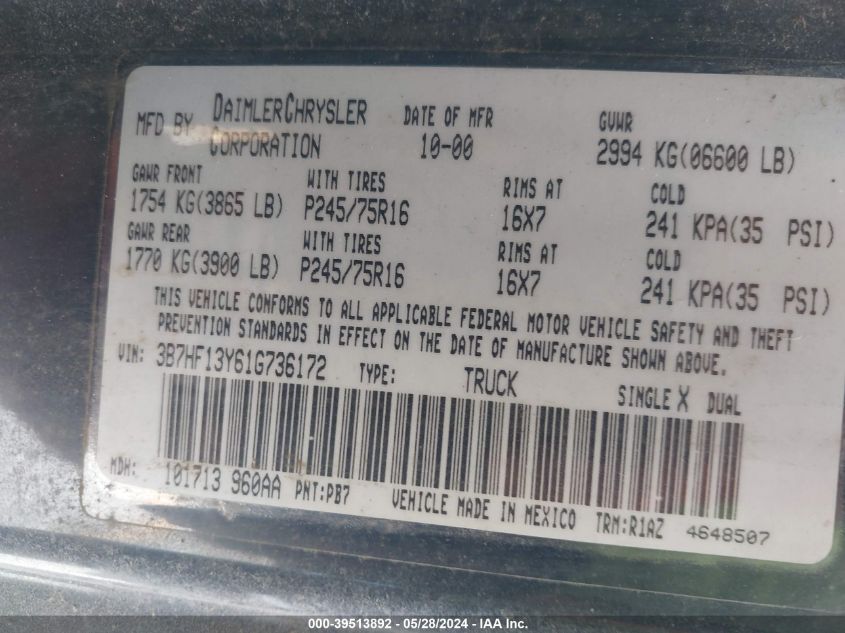 MFD BY DAIMLERCHRYSLER CORPORATION DATE OF MFR 10-00 GVWR 2994 KG(06600 LB)
GAWR FRONT WITH TIRES RIMS AT COLD
1754 KG(3865 LB) P245/75R16 16X7 241 KPA(35 PSI)
GAWR REAR WITH TIRES RIMS AT COLD
1770 KG(3900 LB) P245/75R16 16X7 241 KPA(35 PSI)
THIS VEHICLE CONFORMS TO ALL APPLICABLE FEDERAL MOTOR VEHICLE SAFETY AND THEFT
PREVENTION STANDARDS IN EFFECT ON THE DATE OF MANUFACTURE SHOWN ABOVE.
VIN: 3B7HF13Y61G736172 TYPE: TRUCK SINGLE X DUAL
MDH: 101713 960AA PNT:PB7 VEHICLE MADE IN MEXICO TRM:R1AZ 4648507
000-39513892 - 05/28/2024 - IAA Inc.